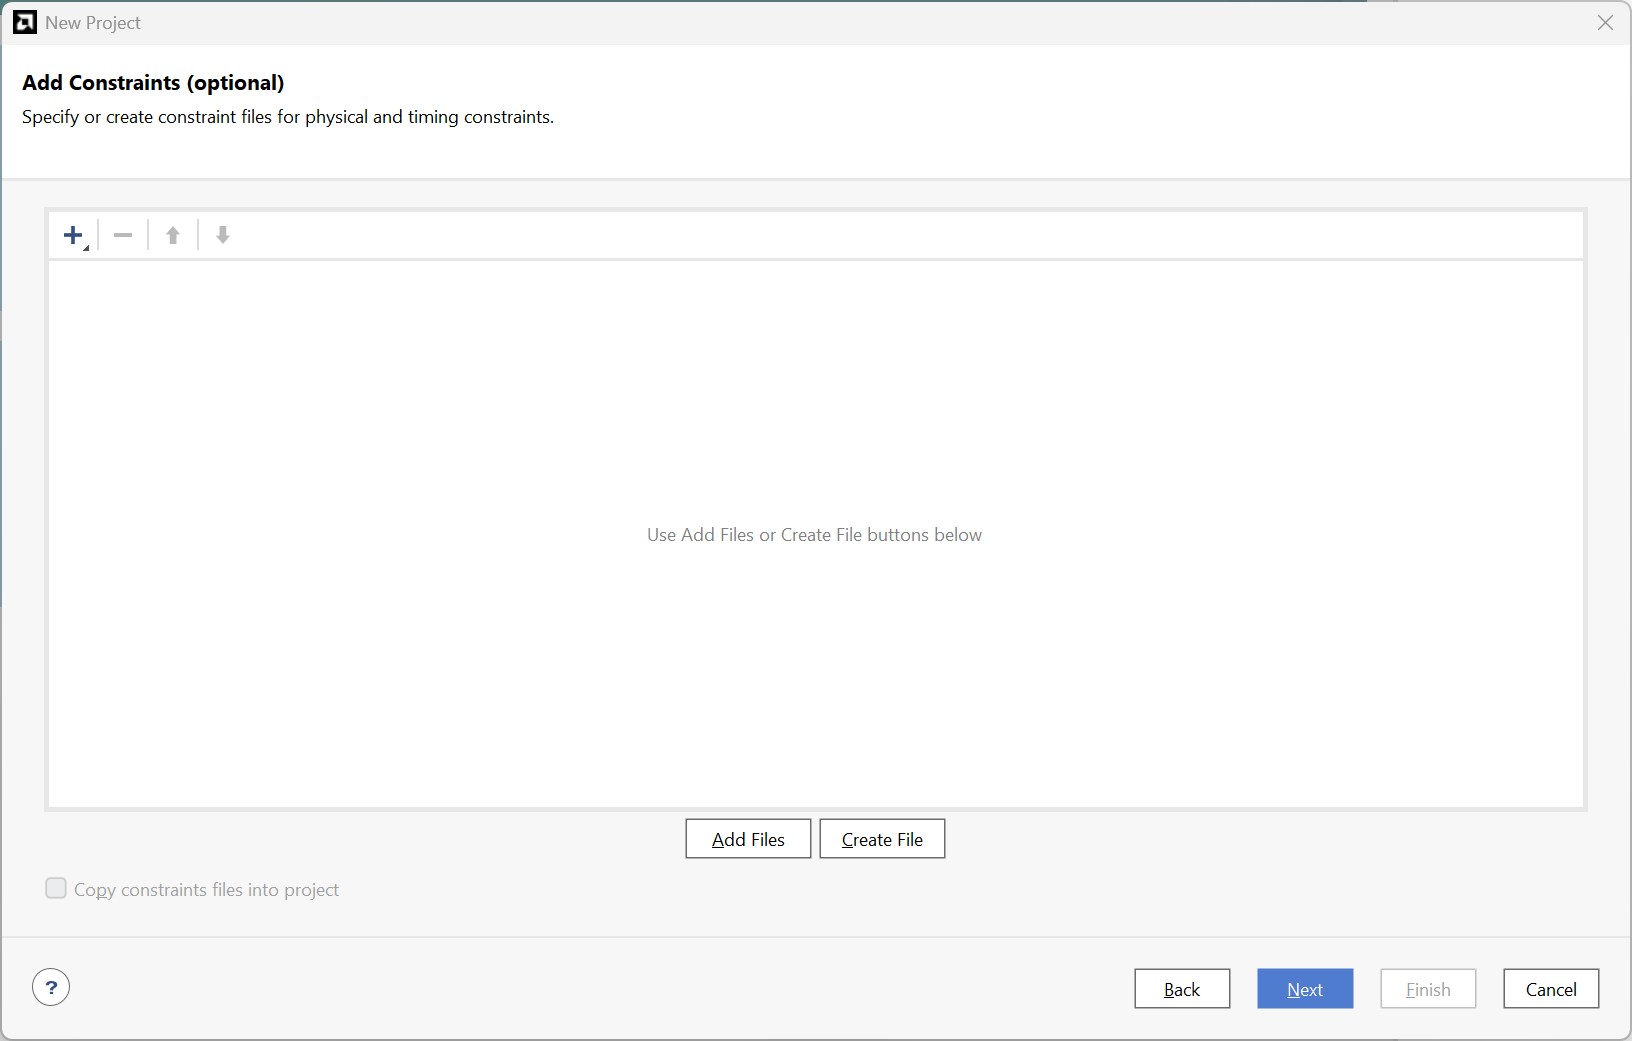 New Project
Add Constraints (optional)
Specify or create constraint files for physical and timing constraints.
Use Add Files or Create File buttons below
Add Files
Create File
Copy constraints files into project
?
Back
Next
Finish
Cancel